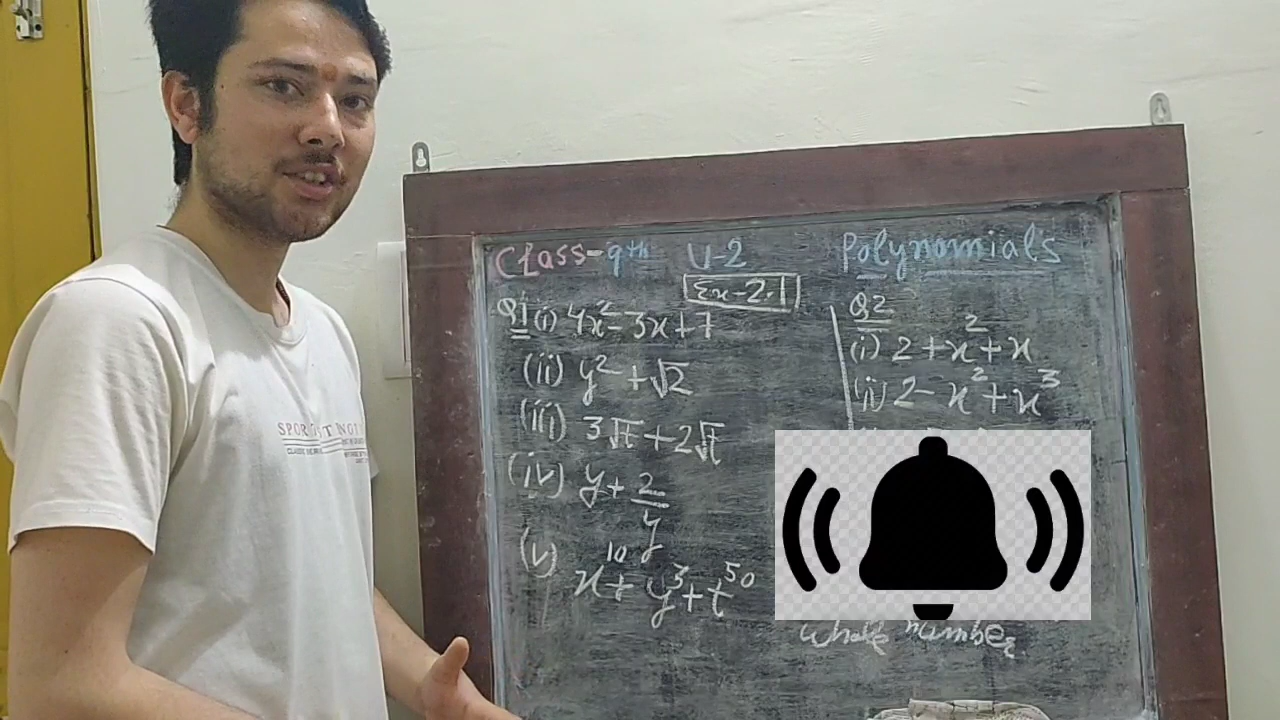 Class-9th U-2 Polynomials
Ex-2.1
Q1 (i) 4x²-3x+7
(ii) y²+√2
(iii) 3√t+2√t
(iv) y+2/y
(v) x¹⁰+y³+t⁵⁰
Q2
(i) 2+x²+x
(ii) 2-x²+x³
whole number
SPOR